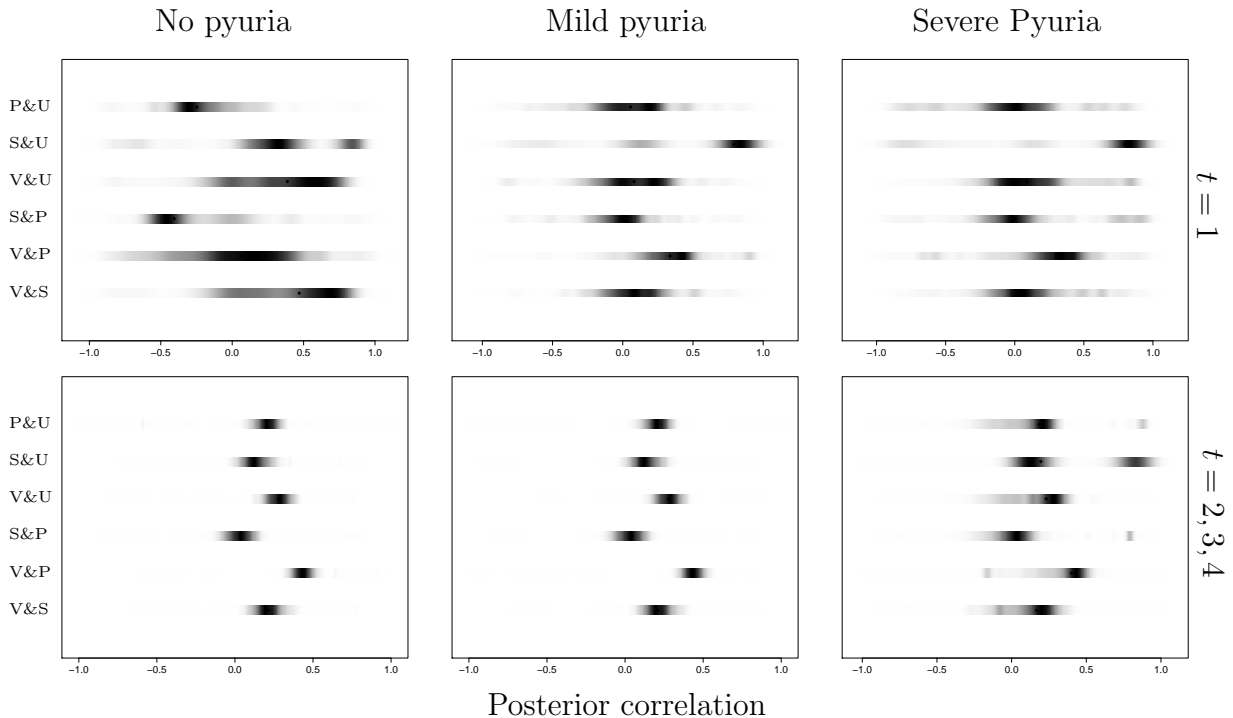 No pyuria Mild pyuria Severe Pyuria
P&U
S&U
V&U
S&P
V&P
V&S
t = 1
−1.0 −0.5 0.0 0.5 1.0 −1.0 −0.5 0.0 0.5 1.0 −1.0 −0.5 0.0 0.5 1.0
P&U
S&U
V&U
S&P
V&P
V&S
t = 2, 3, 4
−1.0 −0.5 0.0 0.5 1.0 −1.0 −0.5 0.0 0.5 1.0 −1.0 −0.5 0.0 0.5 1.0
Posterior correlation